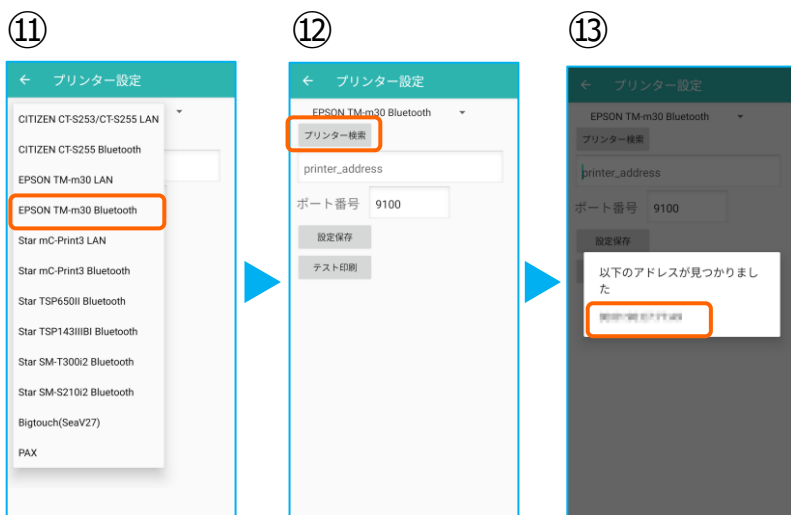 ⑪
← プリンター設定
CITIZEN CT-S253/CT-S255 LAN
CITIZEN CT-S255 Bluetooth
EPSON TM-m30 LAN
EPSON TM-m30 Bluetooth
Star mC-Print3 LAN
Star mC-Print3 Bluetooth
Star TSP650II Bluetooth
Star TSP143IIIBI Bluetooth
Star SM-T300i2 Bluetooth
Star SM-S210i2 Bluetooth
Bigtouch(SeaV27)
PAX
⑫
← プリンター設定
EPSON TM-m30 Bluetooth
プリンター検索
printer_address
ポート番号 9100
設定保存
テスト印刷
⑬
← プリンター設定
EPSON TM-m30 Bluetooth
プリンター検索
printer_address
ポート番号 9100
設定保存
以下のアドレスが見つかりまし
た